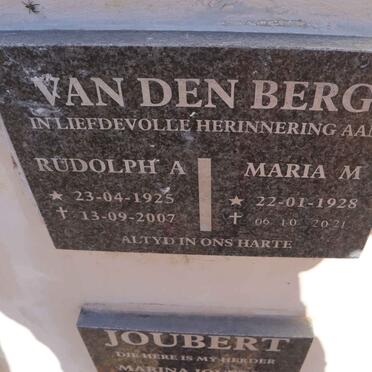 VAN DEN BERG
IN LIEFDEVOLLE HERINNERING AAN
RUDOLPH A MARIA M
★ 23-04-1925 ★ 22-01-1928
✝ 13-09-2007 ✝ 06.10.2021
ALTYD IN ONS HARTE
JOUBERT
DIE HERE IS MY HERDER
MARINA